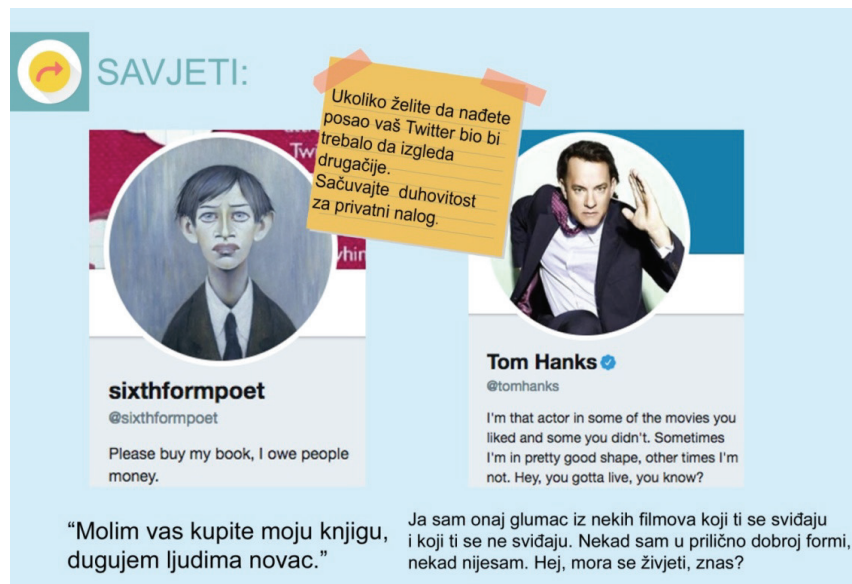 SAVJETI:
Ukoliko želite da nađete
posao vaš Twitter bio bi
trebalo da izgleda
drugačije.
Sačuvajte duhovitost
za privatni nalog.
sixthformpoet
@sixthformpoet
Please buy my book, I owe people
money.
“Molim vas kupite moju knjigu,
dugujem ljudima novac.”
Tom Hanks
@tomhanks
I'm that actor in some of the movies you
liked and some you didn't. Sometimes
I'm in pretty good shape, other times I'm
not. Hey, you gotta live, you know?
Ja sam onaj glumac iz nekih filmova koji ti se sviđaju
i koji ti se ne sviđaju. Nekad sam u prilično dobroj formi,
nekad nijesam. Hej, mora se živjeti, znas?